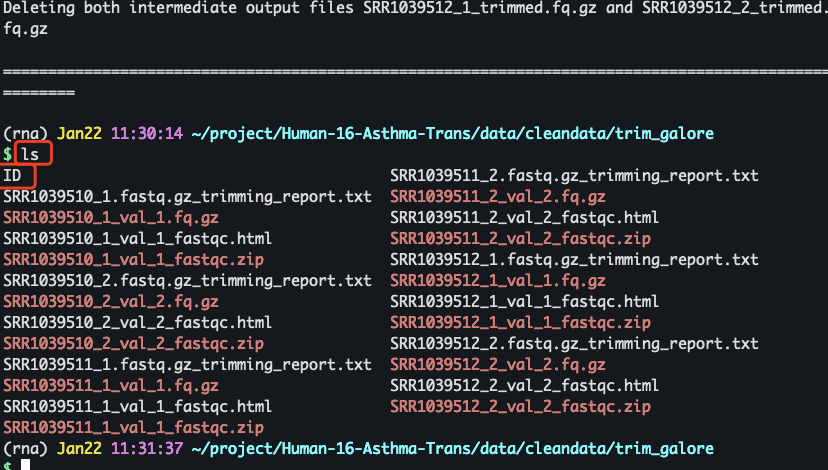 Deleting both intermediate output files SRR1039512_1_trimmed.fq.gz and SRR1039512_2_trimmed.
fq.gz
====================================================================================================
========
(rna) Jan22 11:30:14 ~/project/Human-16-Asthma-Trans/data/cleandata/trim_galore
$ ls
ID SRR1039511_2.fastq.gz_trimming_report.txt
SRR1039510_1.fastq.gz_trimming_report.txt SRR1039511_2_val_2.fq.gz
SRR1039510_1_val_1.fq.gz SRR1039511_2_val_2_fastqc.html
SRR1039510_1_val_1_fastqc.html SRR1039511_2_val_2_fastqc.zip
SRR1039510_1_val_1_fastqc.zip SRR1039512_1.fastq.gz_trimming_report.txt
SRR1039510_2.fastq.gz_trimming_report.txt SRR1039512_1_val_1.fq.gz
SRR1039510_2_val_2.fq.gz SRR1039512_1_val_1_fastqc.html
SRR1039510_2_val_2_fastqc.html SRR1039512_1_val_1_fastqc.zip
SRR1039510_2_val_2_fastqc.zip SRR1039512_2.fastq.gz_trimming_report.txt
SRR1039511_1.fastq.gz_trimming_report.txt SRR1039512_2_val_2.fq.gz
SRR1039511_1_val_1.fq.gz SRR1039512_2_val_2_fastqc.html
SRR1039511_1_val_1_fastqc.html SRR1039512_2_val_2_fastqc.zip
SRR1039511_1_val_1_fastqc.zip
(rna) Jan22 11:31:37 ~/project/Human-16-Asthma-Trans/data/cleandata/trim_galore
$